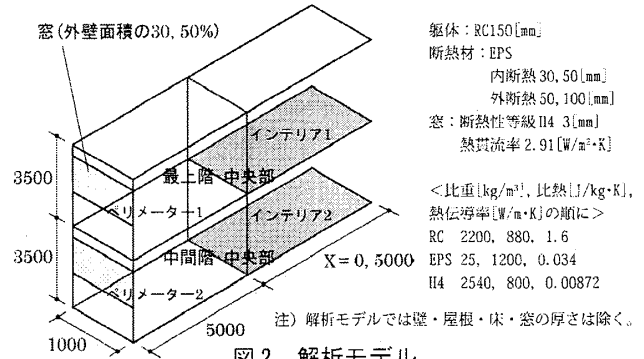 窓(外壁面積の30, 50%)
躯体：RC150[mm]
断熱材：EPS
内断熱 30, 50[mm]
外断熱 50, 100[mm]
窓：断熱性等級H4 3[mm]
熱貫流率 2.91[W/m²・K]
<比重[kg/m³], 比熱[J/kg・K],
熱伝導率[W/m・K]の順に>
RC 2200, 880, 1.6
EPS 25, 1200, 0.034
H4 2540, 800, 0.00872
インテリア1
3500
最上階 中央部
ペリメーター1
インテリア2
3500
中間階 中央部
X＝0, 5000
ペリメーター2
5000
1000
注) 解析モデルでは壁・屋根・床・窓の厚さは除く。
図2 解析モデル